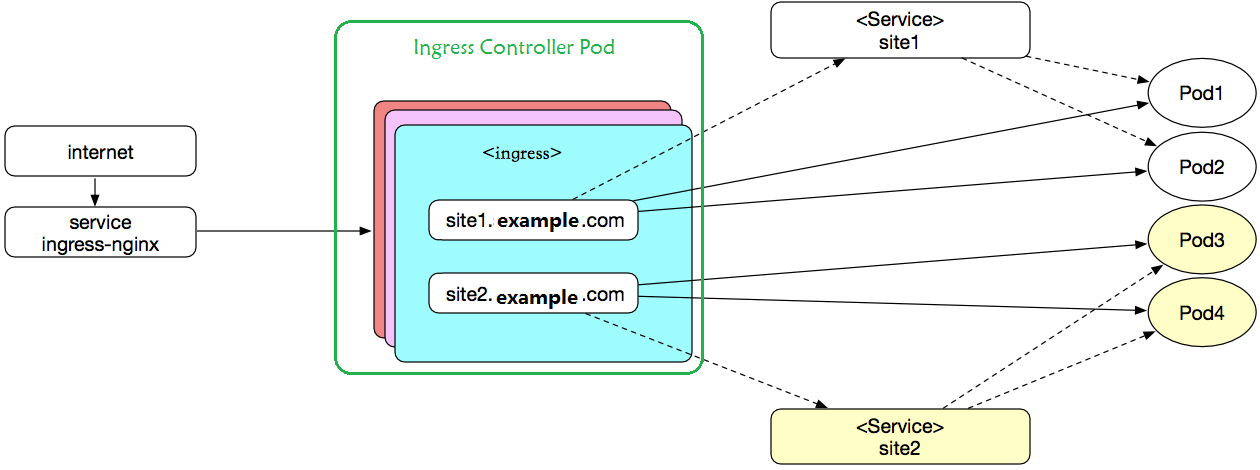 <Service>
site1
Ingress Controller Pod
Pod1
internet
<ingress>
Pod2
service
ingress-nginx
site1. example .com
Pod3
site2. example .com
Pod4
<Service>
site2